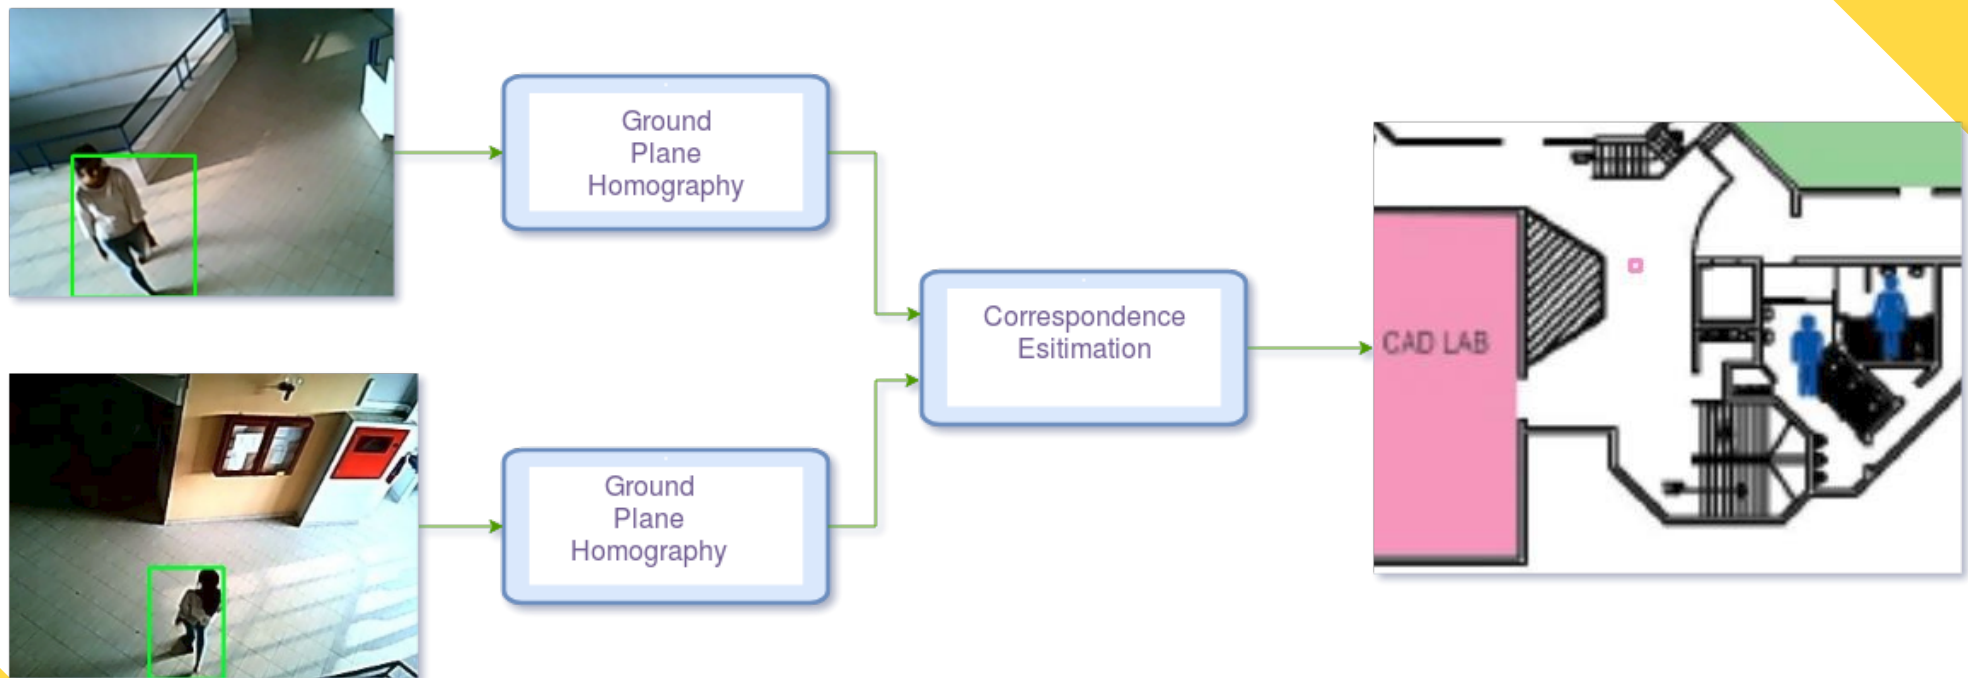 Ground
Plane
Homography
Ground
Plane
Homography
Correspondence
Esitimation
CAD LAB